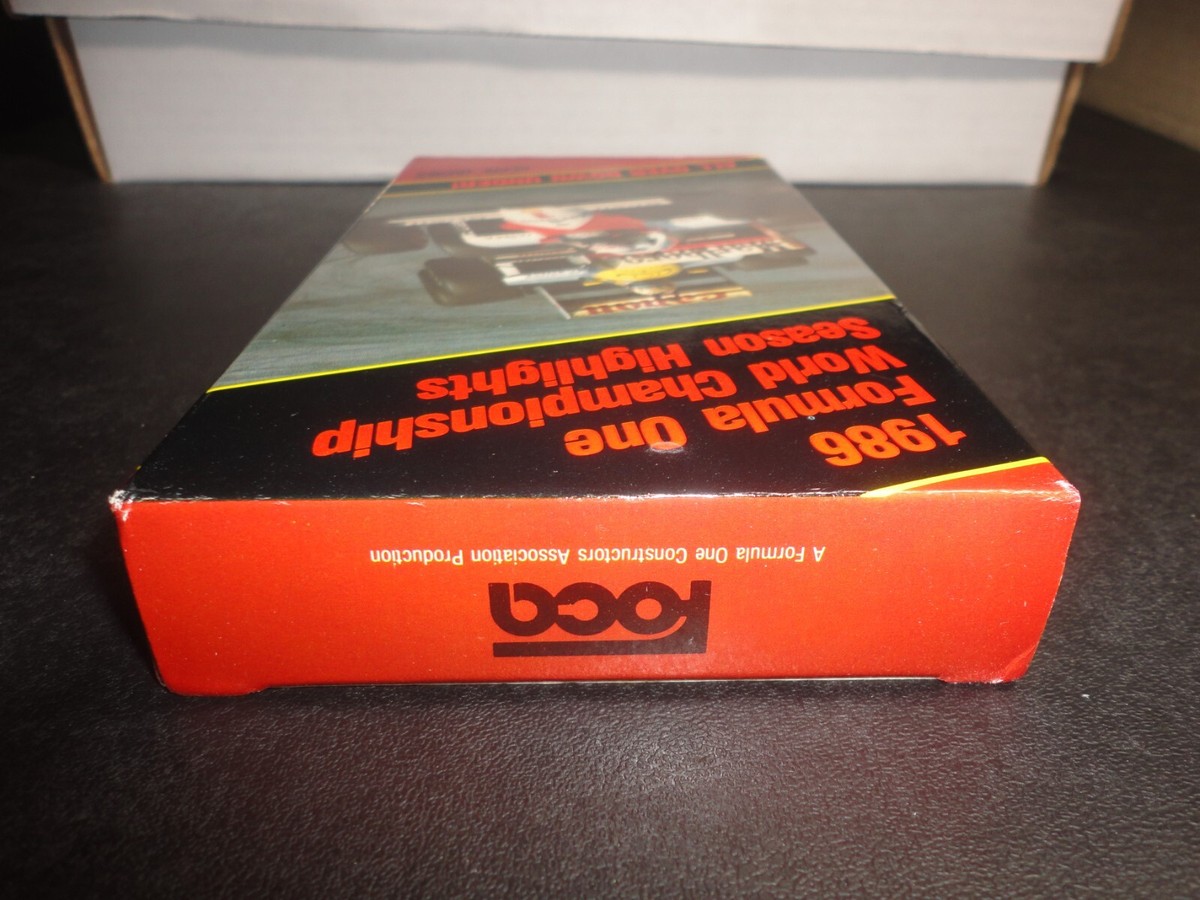 1986
Formula One
World Championship
Season Highlights
A Formula One Constructors Association Production
foca